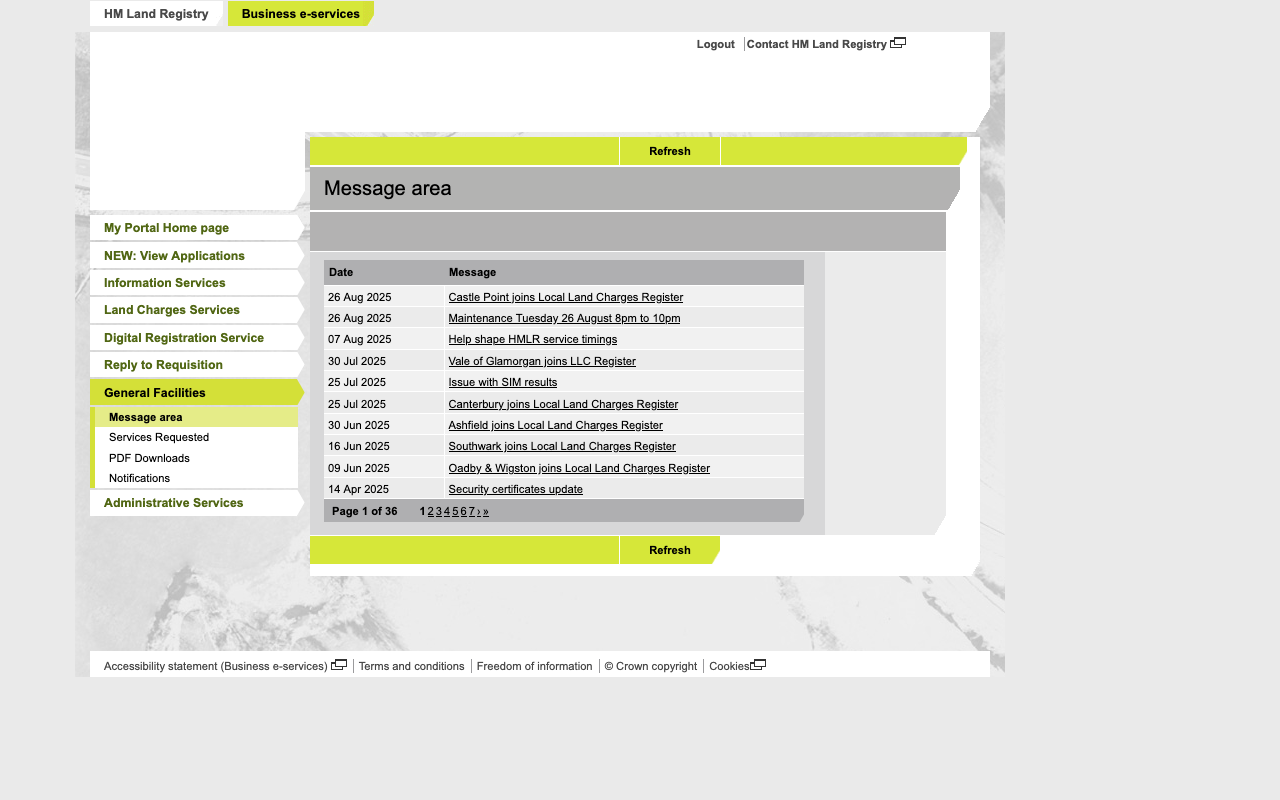 HM Land Registry
Business e-services
Logout
Contact HM Land Registry
Refresh
Message area
My Portal Home page
NEW: View Applications
Information Services
Land Charges Services
Digital Registration Service
Reply to Requisition
General Facilities
Message area
Services Requested
PDF Downloads
Notifications
Administrative Services
Date Message
26 Aug 2025 Castle Point joins Local Land Charges Register
26 Aug 2025 Maintenance Tuesday 26 August 8pm to 10pm
07 Aug 2025 Help shape HMLR service timings
30 Jul 2025 Vale of Glamorgan joins LLC Register
25 Jul 2025 Issue with SIM results
25 Jul 2025 Canterbury joins Local Land Charges Register
30 Jun 2025 Ashfield joins Local Land Charges Register
16 Jun 2025 Southwark joins Local Land Charges Register
09 Jun 2025 Oadby & Wigston joins Local Land Charges Register
14 Apr 2025 Security certificates update
Page 1 of 36 1 2 3 4 5 6 7 › »
Refresh
Accessibility statement (Business e-services) Terms and conditions Freedom of information © Crown copyright Cookies